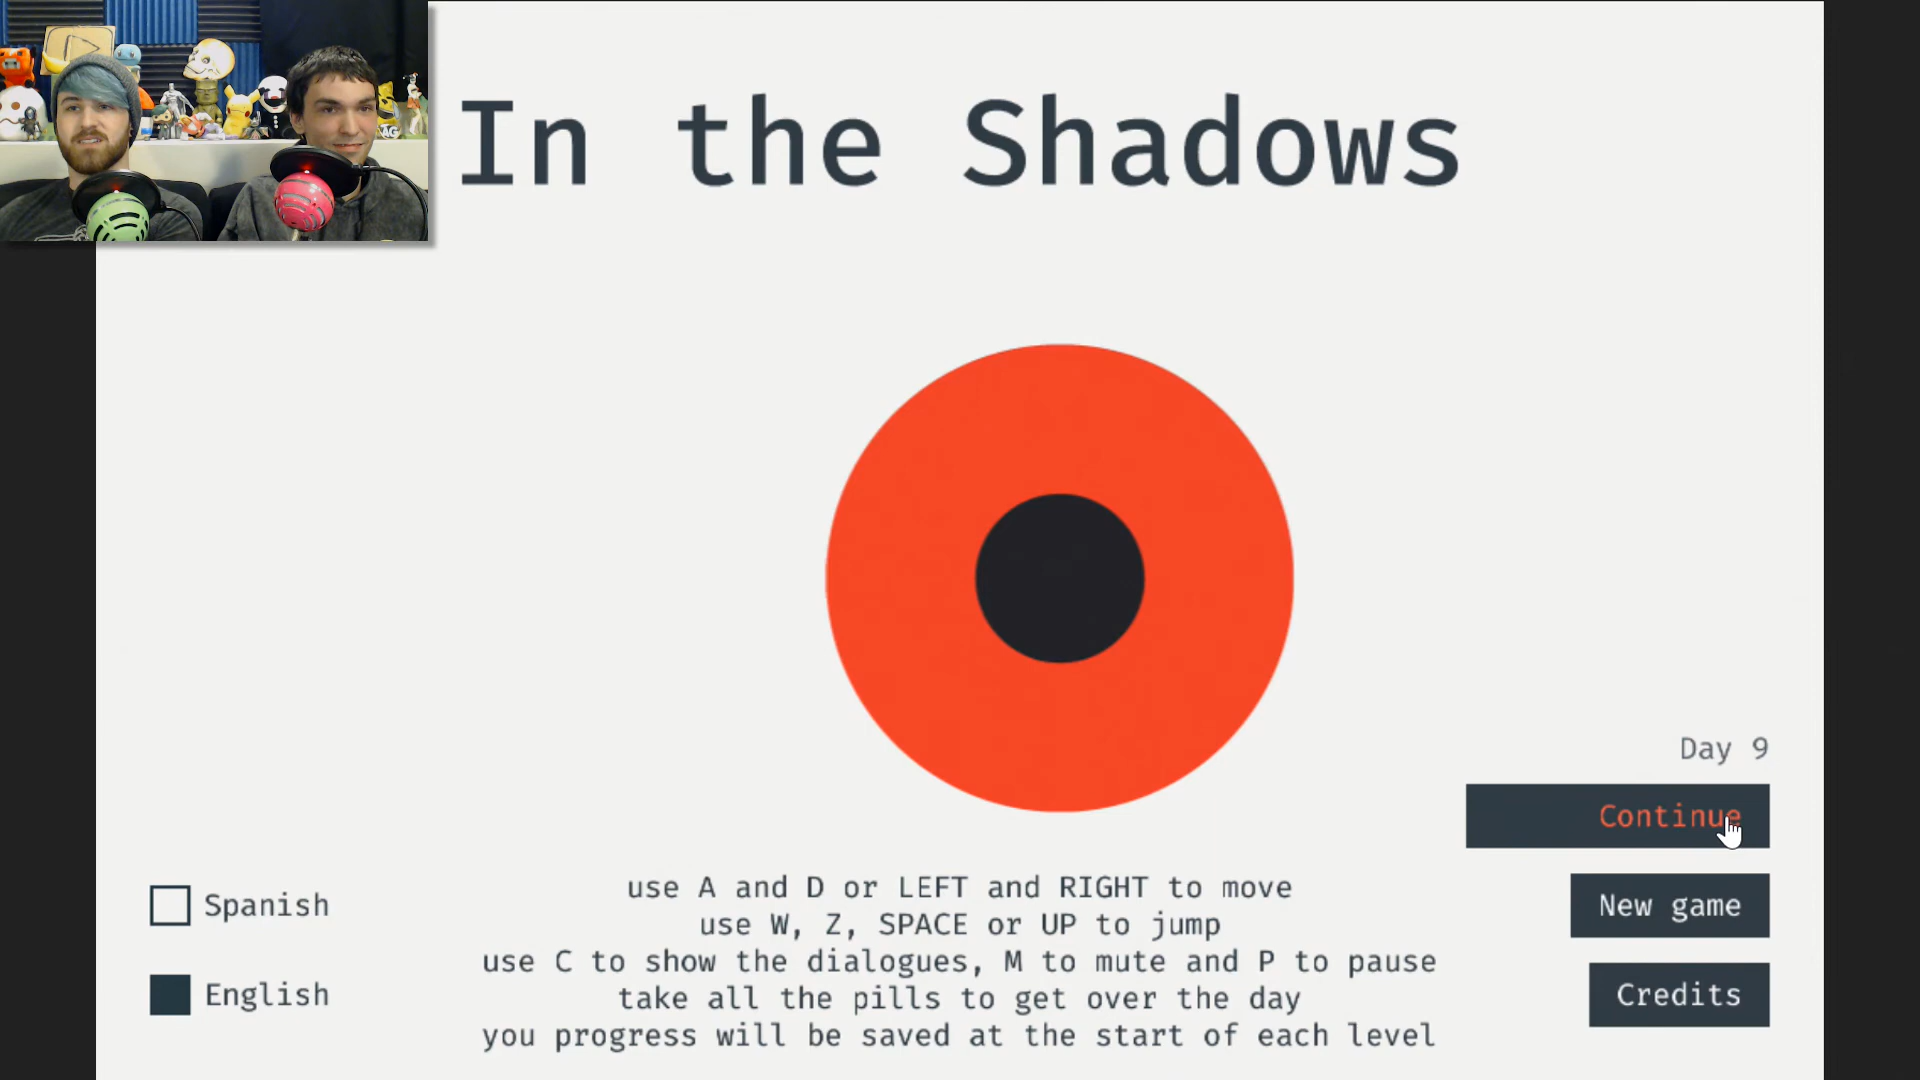 In the Shadows
Day 9
Continue
New game
Credits
Spanish
English
use A and D or LEFT and RIGHT to move
use W, Z, SPACE or UP to jump
use C to show the dialogues, M to mute and P to pause
take all the pills to get over the day
you progress will be saved at the start of each level
AG